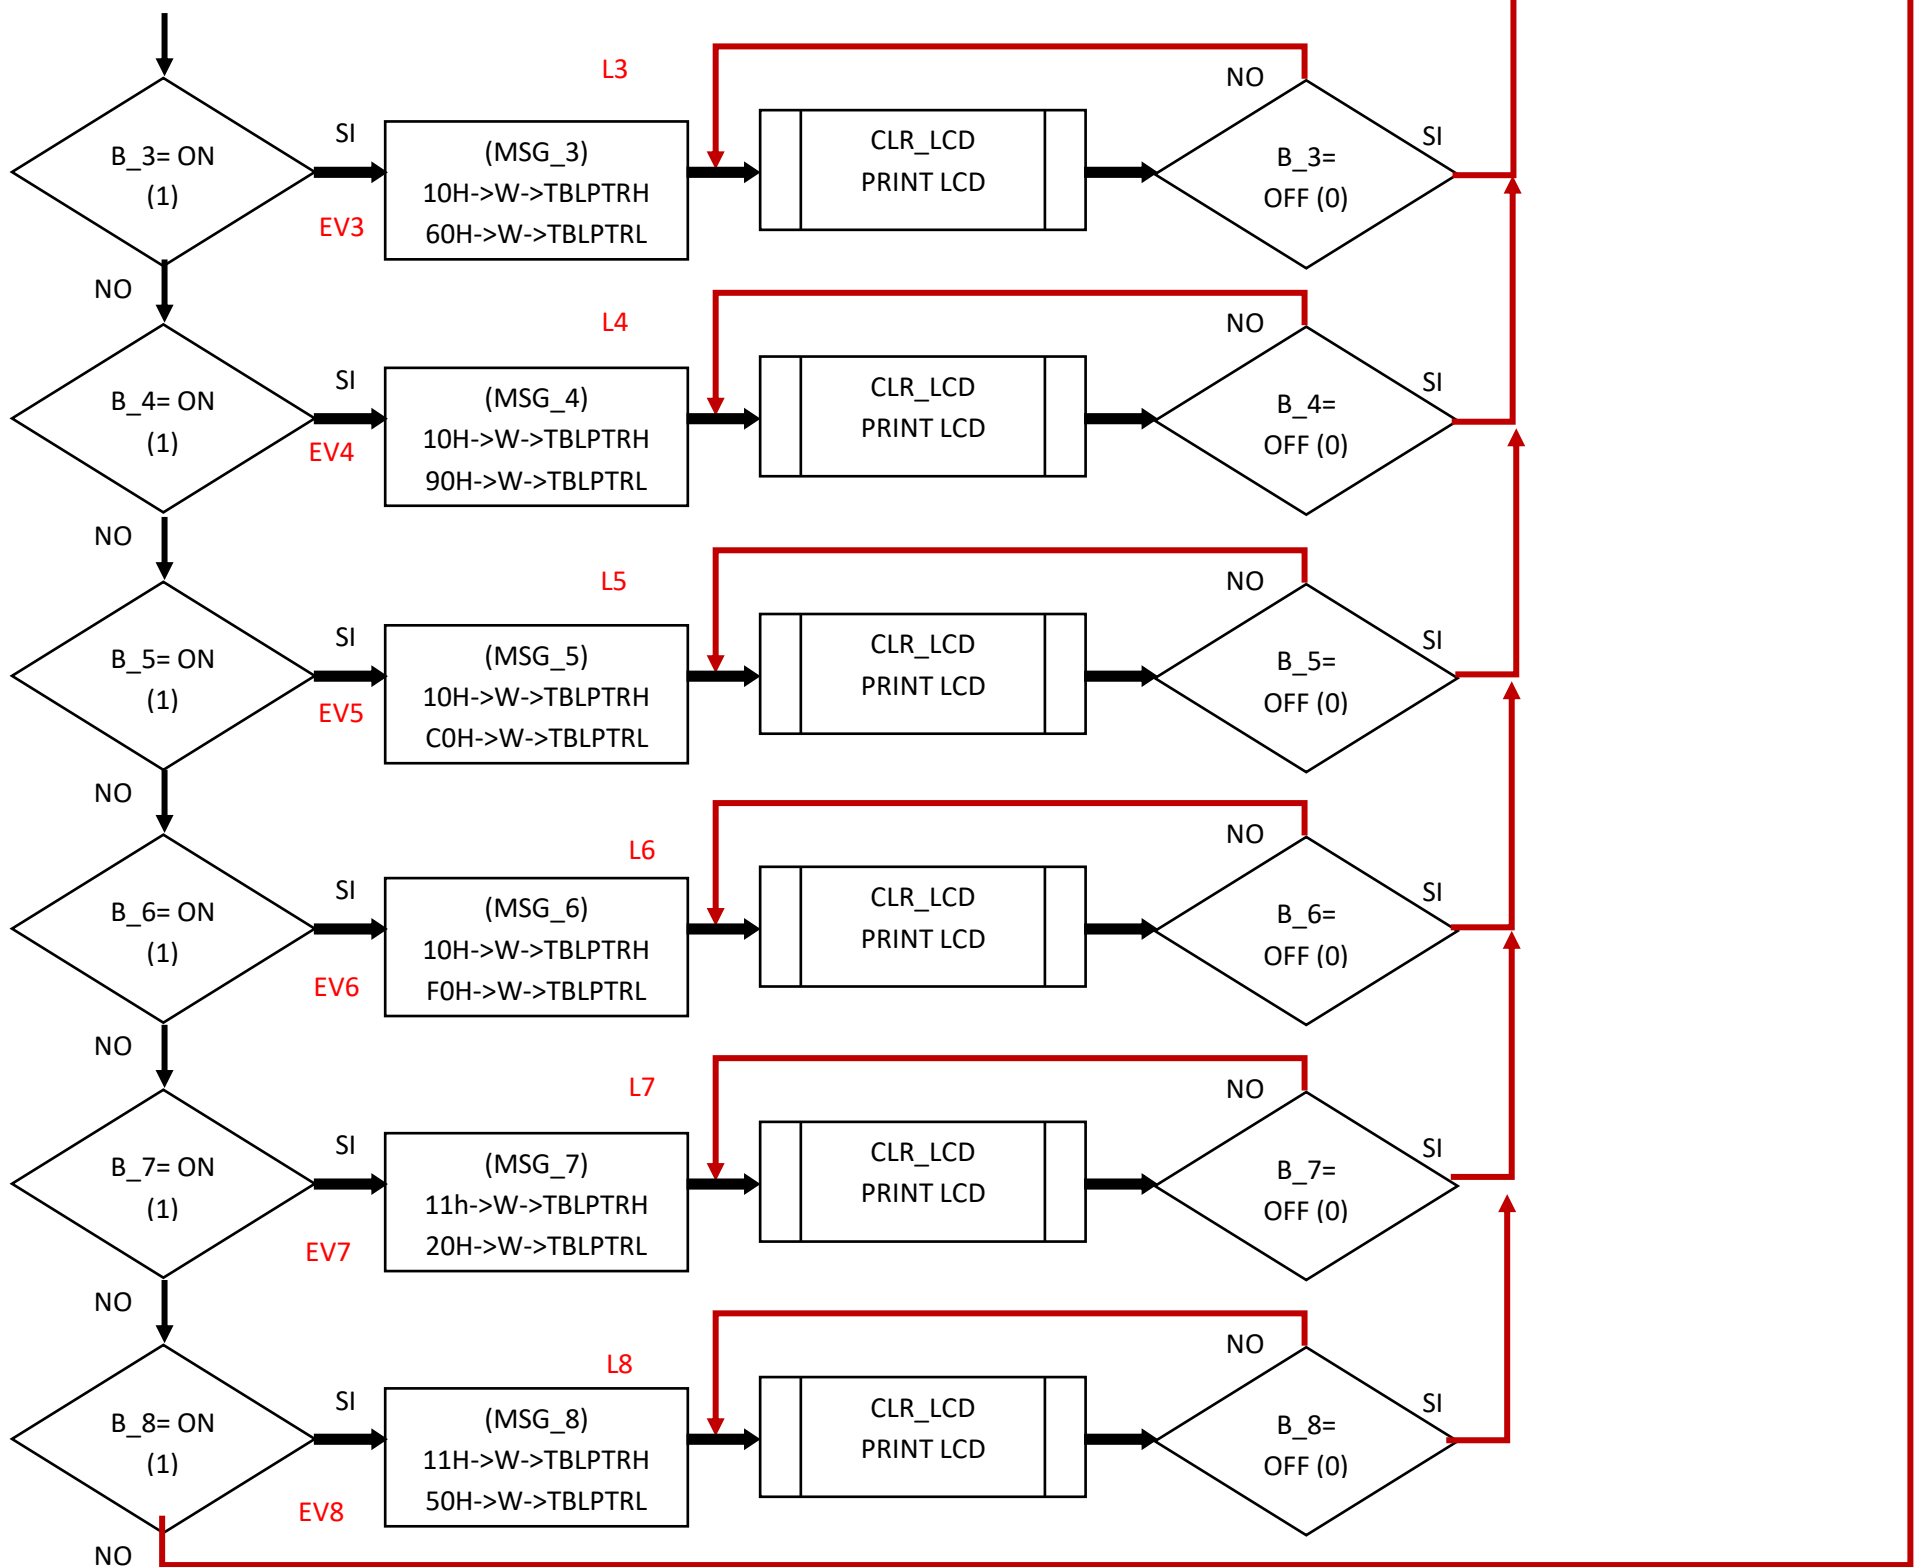 L3
NO
B_3= ON
(1)
SI
EV3
(MSG_3)
10H->W->TBLPTRH
60H->W->TBLPTRL
CLR_LCD
PRINT LCD
B_3=
OFF (0)
SI
NO
L4
NO
B_4= ON
(1)
SI
EV4
(MSG_4)
10H->W->TBLPTRH
90H->W->TBLPTRL
CLR_LCD
PRINT LCD
B_4=
OFF (0)
SI
NO
L5
NO
B_5= ON
(1)
SI
EV5
(MSG_5)
10H->W->TBLPTRH
C0H->W->TBLPTRL
CLR_LCD
PRINT LCD
B_5=
OFF (0)
SI
NO
L6
NO
B_6= ON
(1)
SI
EV6
(MSG_6)
10H->W->TBLPTRH
F0H->W->TBLPTRL
CLR_LCD
PRINT LCD
B_6=
OFF (0)
SI
NO
L7
NO
B_7= ON
(1)
SI
EV7
(MSG_7)
11h->W->TBLPTRH
20H->W->TBLPTRL
CLR_LCD
PRINT LCD
B_7=
OFF (0)
SI
NO
L8
NO
B_8= ON
(1)
SI
EV8
(MSG_8)
11H->W->TBLPTRH
50H->W->TBLPTRL
CLR_LCD
PRINT LCD
B_8=
OFF (0)
SI
NO